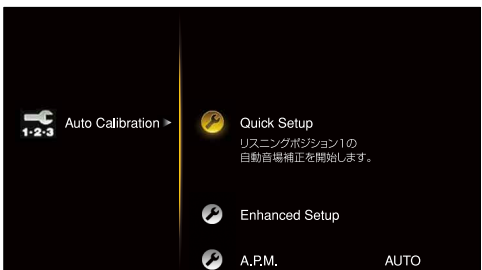 1·2·3
Auto Calibration
Quick Setup
リスニングポジション1の
自動音場補正を開始します。
Enhanced Setup
A.P.M. AUTO